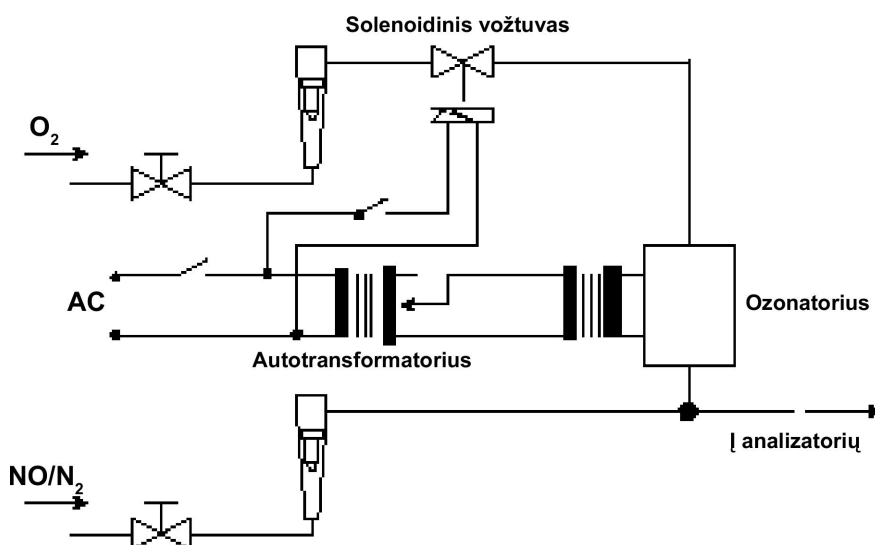 Solenoidinis vožtuvas
O2
AC
Ozonatorius
Autotransformatorius
Į analizatorių
NO/N2